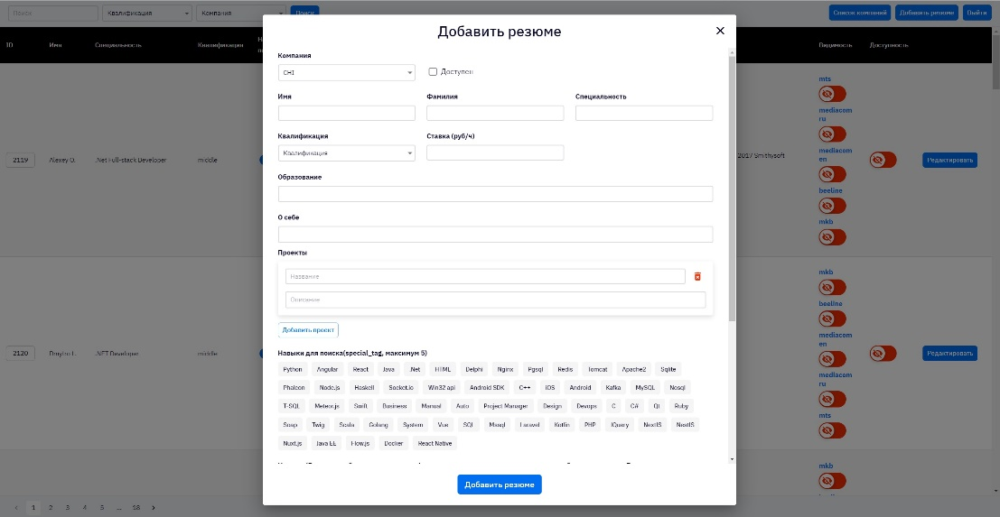 Поиск Квалификация Компания Поиск Список компаний Добавить резюме Выйти
Добавить резюме
ID Имя Специальность Квалификация Видимость Доступность
Компания
CHI Доступен
Имя Фамилия Специальность
Квалификация Ставка (руб/ч)
Квалификация
Образование
О себе
Проекты
Название
Описание
Добавить проект
Навыки для поиска(special_tag, максимум 5)
Python Angular React Java .Net HTML Delphi Nginx Pgsql Redis Tomcat Apache2 Sqlite
Phalcon Node.js Haskell Socket.io Win32 api Android SDK C++ iOS Android Kafka MySQL Nosql
T-SQL Meteor.js Swift Business Manual Auto Project Manager Design Devops C C# Qt Ruby
Soap Twig Scala Golang System Vue SQL Mssql Laravel Kotlin PHP JQuery NextJS NestJS
Nuxt.js Java EE Flow.js Docker React Native
Добавить резюме
2119 Alexey O. .Net Full-stack Developer middle 2017 Smithysoft
mts
mediacom
ru
mediacom
en
beeline
mkb
Редактировать
2120 Dmytro L. .NET Developer middle
mkb
beeline
mediacom
en
mediacom
ru
mts
Редактировать
mkb
1 2 3 4 5 ... 18